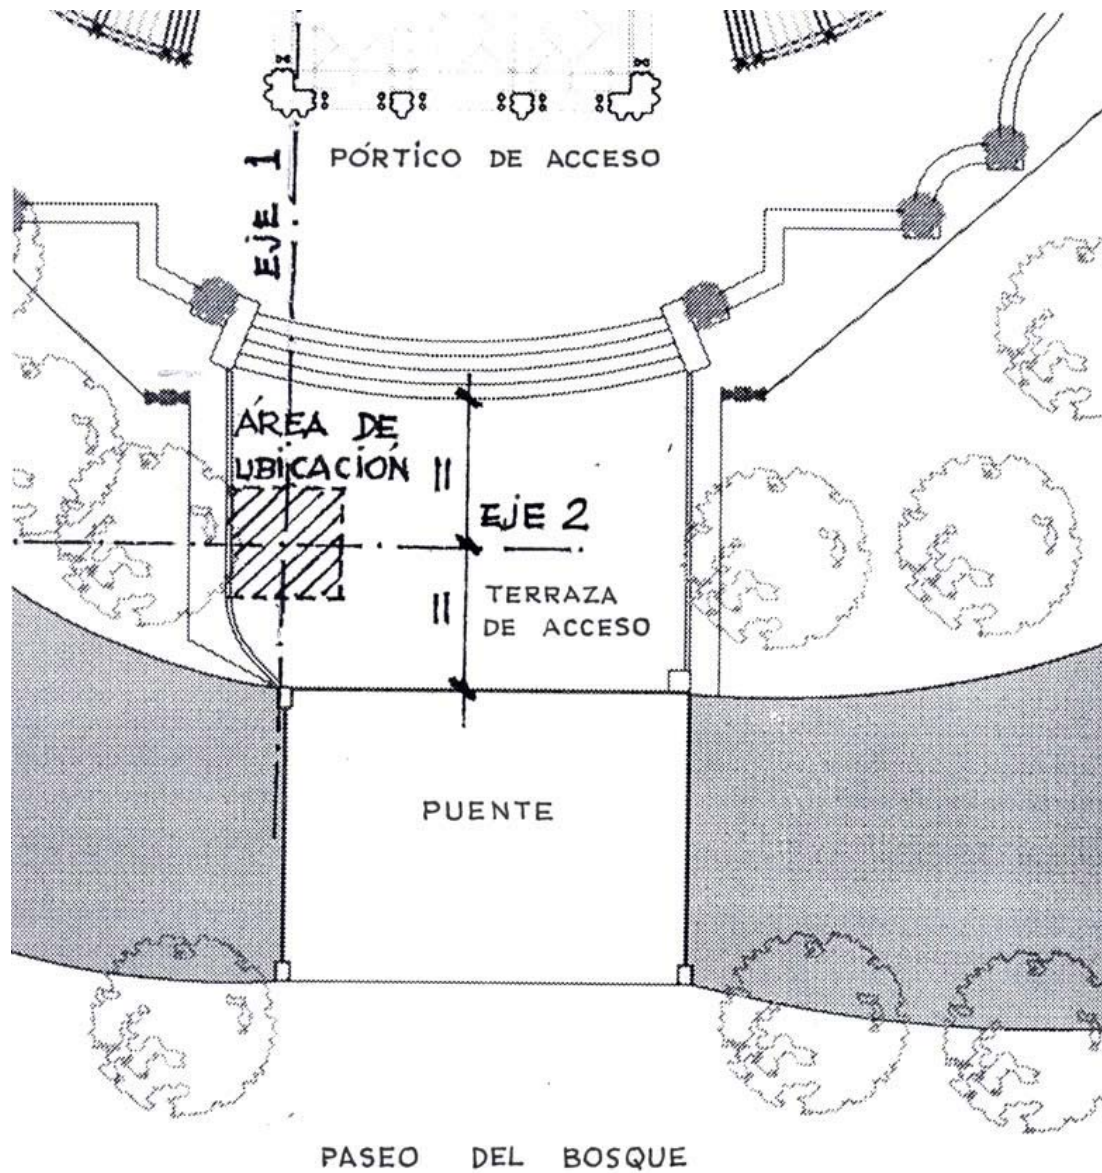 PÓRTICO DE ACCESO
EJE 1
ÁREA DE
UBICACIÓN
EJE 2
TERRAZA
DE ACCESO
PUENTE
PASEO DEL BOSQUE